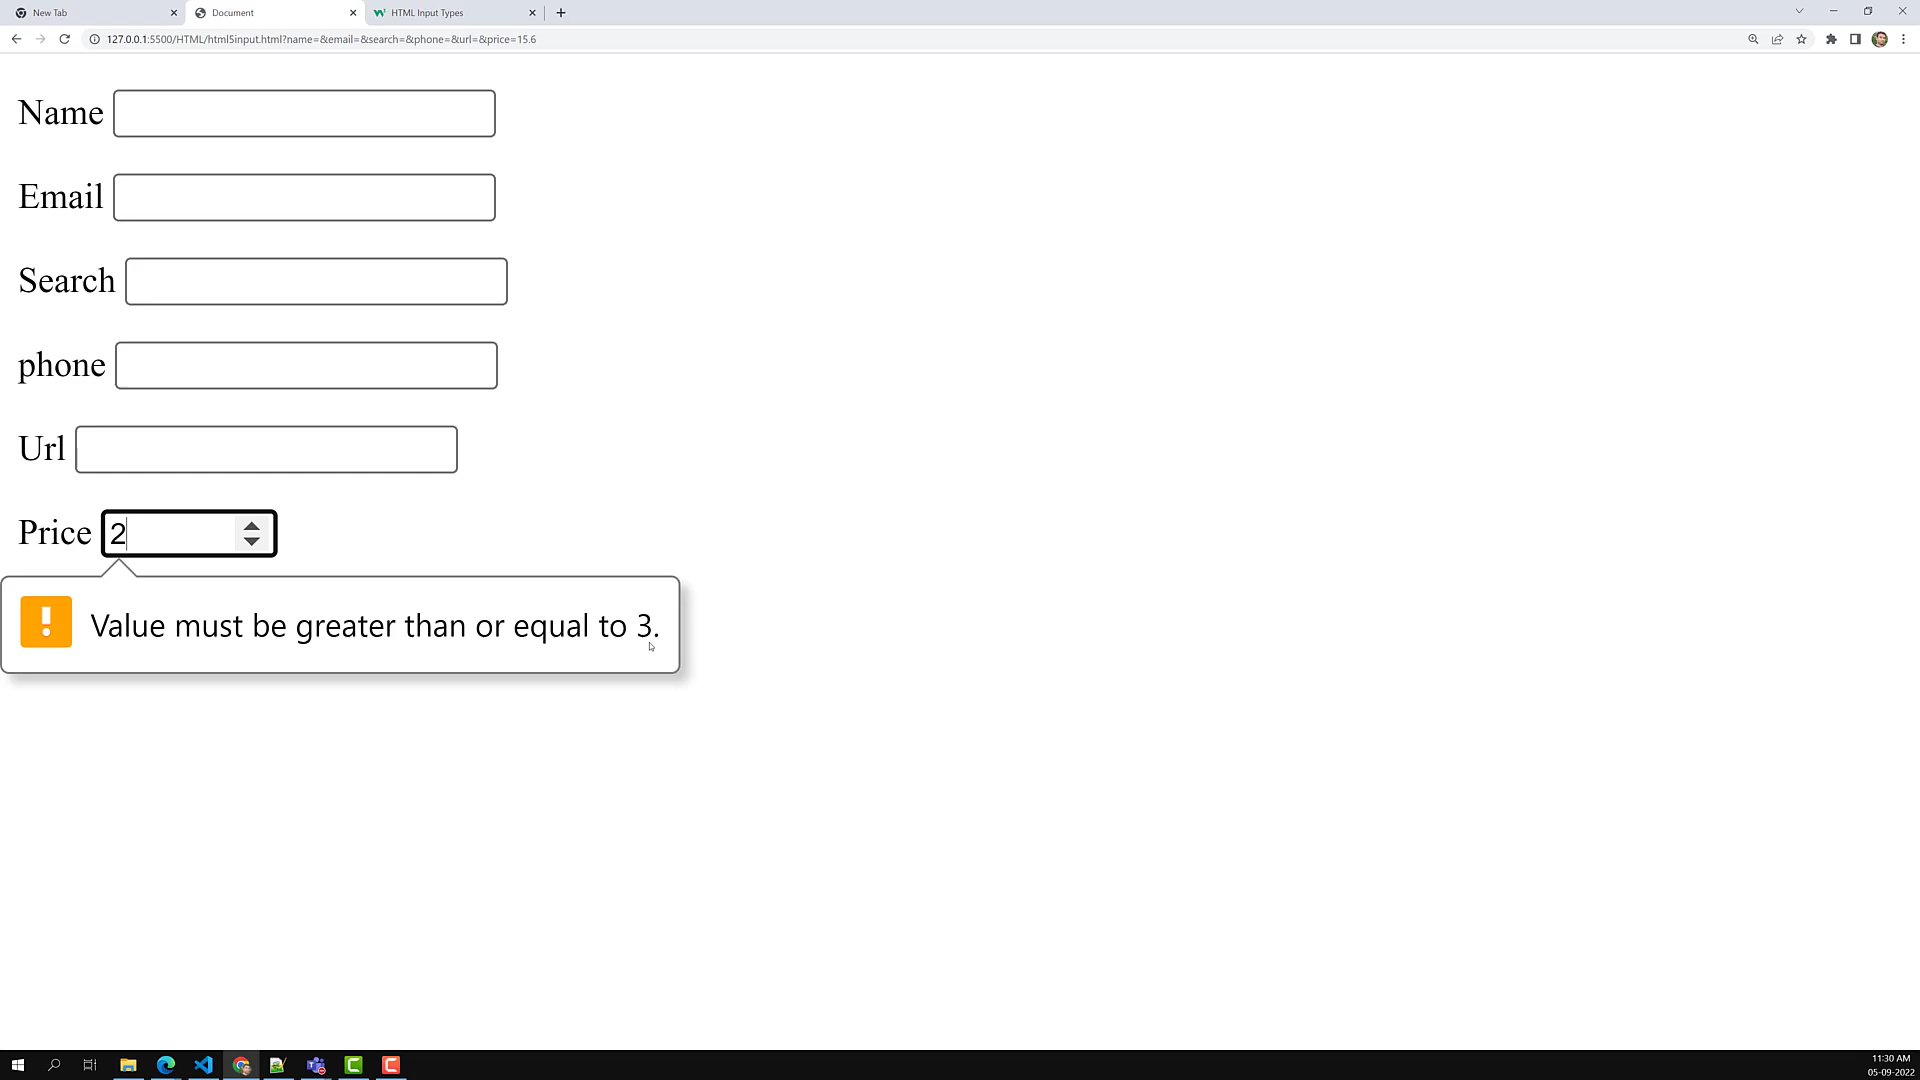 New Tab
Document
HTML Input Types
127.0.0.1:5500/HTML/html5input.html?name=&email=&search=&phone=&url=&price=15.6
Name
Email
Search
phone
Url
Price 2
Value must be greater than or equal to 3.
11:30 AM
05-09-2022